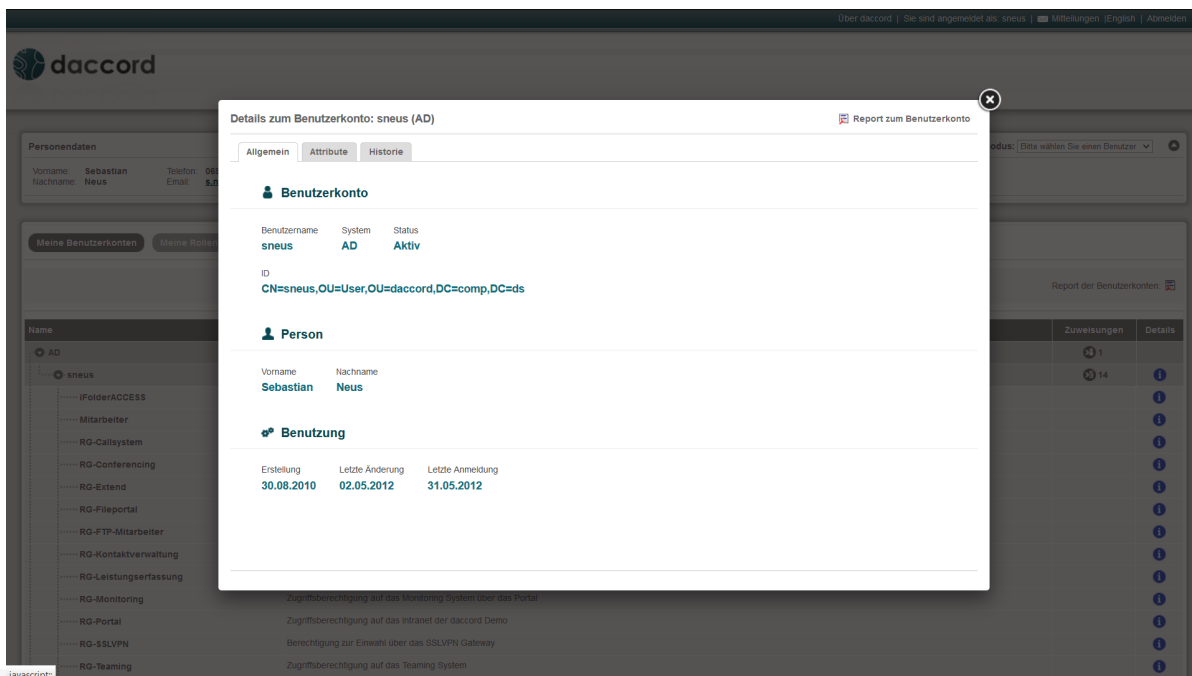 Über daccord | Sie sind angemeldet als: sneus | Mitteilungen |English | Abmelden
daccord
Details zum Benutzerkonto: sneus (AD)
Report zum Benutzerkonto
Personendaten
odus: Bitte wählen Sie einen Benutzer
Allgemein Attribute Historie
Vorname: Sebastian Telefon: 06
Nachname: Neus Email: s.n
Benutzerkonto
Benutzername System Status
sneus AD Aktiv
Meine Benutzerkonten Meine Rollen
ID
CN=sneus,OU=User,OU=daccord,DC=comp,DC=ds
Report der Benutzerkonten:
Name Zuweisungen Details
Person
AD 1
sneus 14
Vorname Nachname
Sebastian Neus
iFolderACCESS
Mitarbeiter
Benutzung
RG-Callsystem
RG-Conferencing
Erstellung Letzte Änderung Letzte Anmeldung
30.08.2010 02.05.2012 31.05.2012
RG-Extend
RG-Fileportal
RG-FTP-Mitarbeiter
RG-Kontaktverwaltung
RG-Leistungserfassung
RG-Monitoring Zugriffsberechtigung auf das Monitoring System über das Portal
RG-Portal Zugriffsberechtigung auf das Intranet der daccord Demo
RG-SSLVPN Berechtigung zur Einwahl über das SSLVPN Gateway
RG-Teaming Zugriffsberechtigung auf das Teaming System